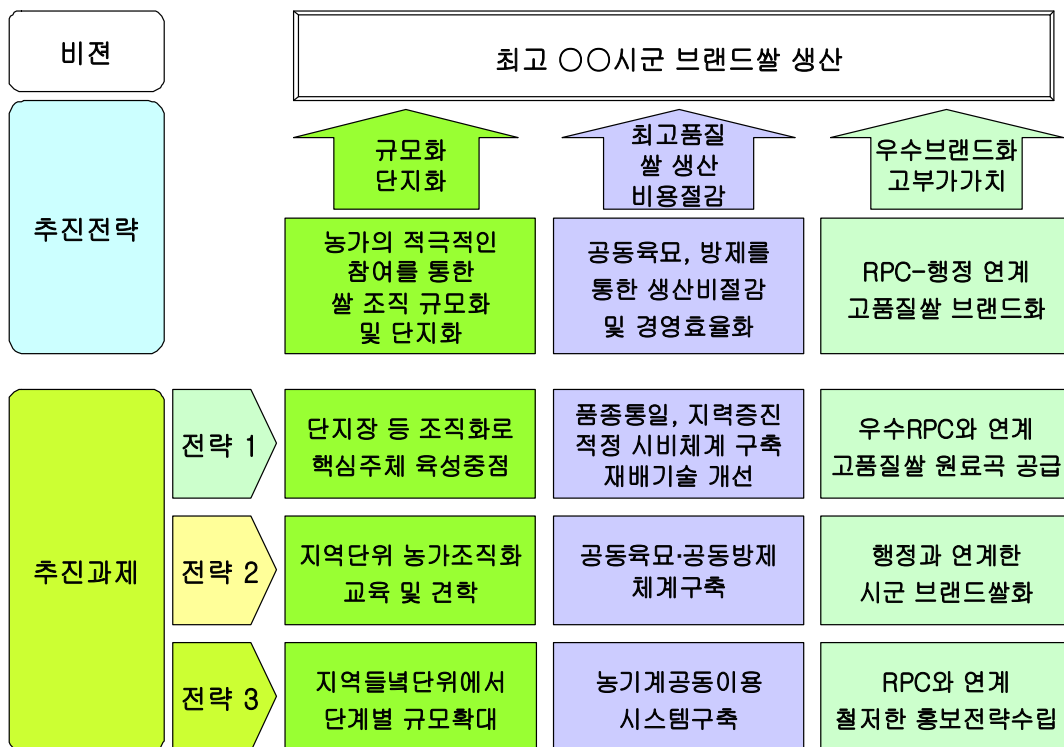 비젼
최고 ○○시군 브랜드쌀 생산
추진전략
규모화
단지화
최고품질
쌀 생산
비용절감
우수브랜드화
고부가가치
농가의 적극적인
참여를 통한
쌀 조직 규모화
및 단지화
공동육묘, 방제를
통한 생산비절감
및 경영효율화
RPC-행정 연계
고품질쌀 브랜드화
추진과제
전략 1
단지장 등 조직화로
핵심주체 육성중점
품종통일, 지력증진
적정 시비체계 구축
재배기술 개선
우수RPC와 연계
고품질쌀 원료곡 공급
전략 2
지역단위 농가조직화
교육 및 견학
공동육묘·공동방제
체계구축
행정과 연계한
시군 브랜드쌀화
전략 3
지역들녘단위에서
단계별 규모확대
농기계공동이용
시스템구축
RPC와 연계
철저한 홍보전략수립